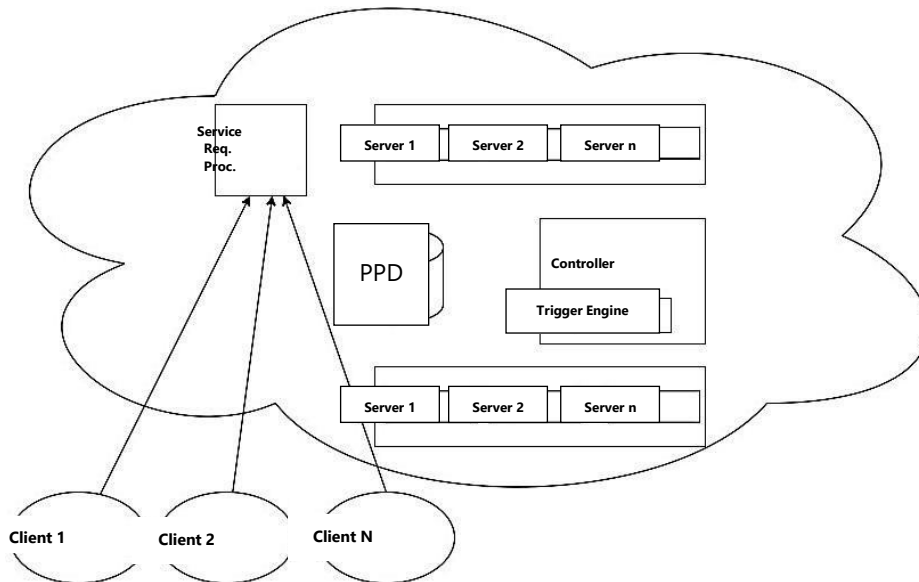 Service
Req.
Proc.
Server 1
Server 2
Server n
PPD
Controller
Trigger Engine
Server 1
Server 2
Server n
Client 1
Client 2
Client N